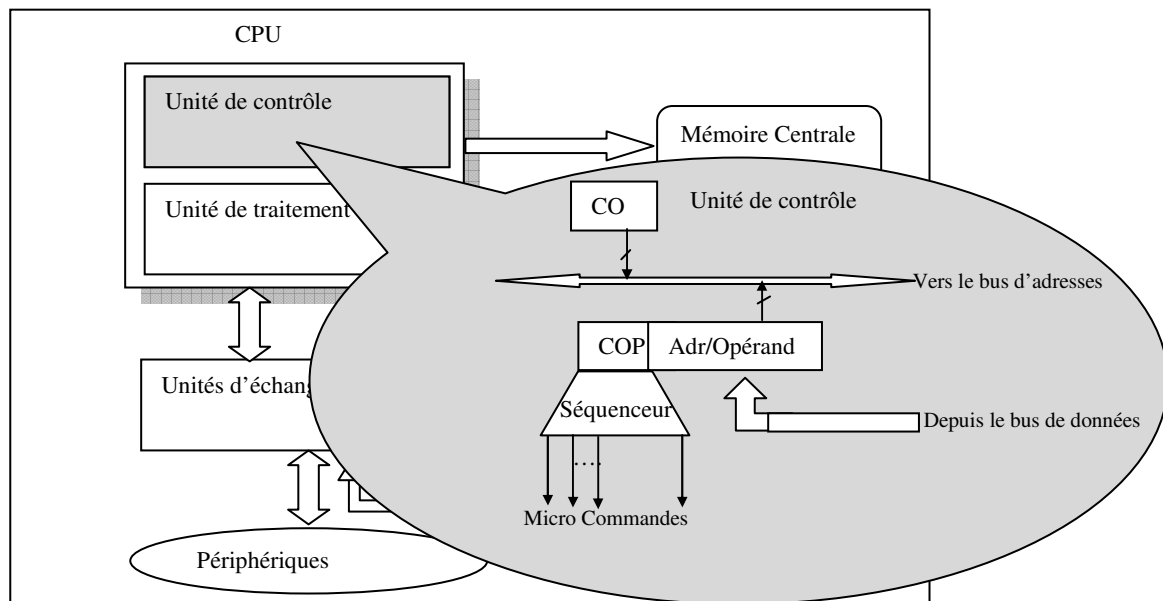 CPU
Unité de contrôle
Mémoire Centrale
Unité de traitement
CO
Unité de contrôle
Vers le bus d'adresses
COP
Adr/Opérand
Unités d'échang
Séquenceur
Depuis le bus de données
....
Micro Commandes
Périphériques